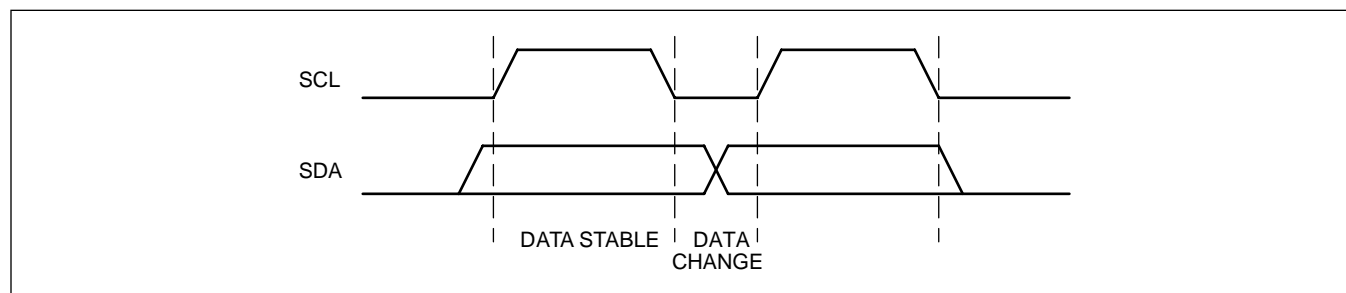 SCL
SDA
DATA STABLE
DATA
CHANGE